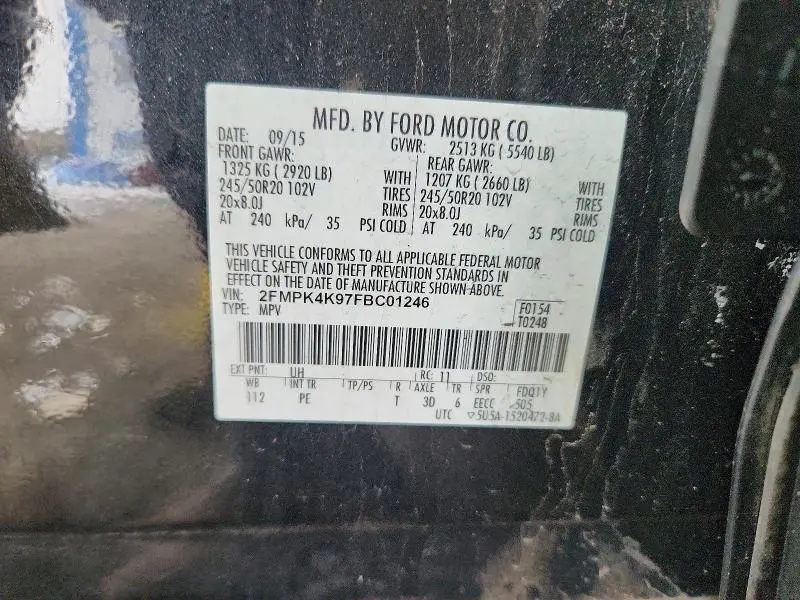 MFD. BY FORD MOTOR CO.
DATE: 09/15 GVWR: 2513 KG ( 5540 LB)
FRONT GAWR: REAR GAWR:
1325 KG ( 2920 LB) WITH 1207 KG ( 2660 LB) WITH
245/50R20 102V TIRES 245/50R20 102V TIRES
20x8.0J RIMS 20x8.0J RIMS
AT 240 kPa/ 35 PSI COLD AT 240 kPa/ 35 PSI COLD
THIS VEHICLE CONFORMS TO ALL APPLICABLE FEDERAL MOTOR
VEHICLE SAFETY AND THEFT PREVENTION STANDARDS IN
EFFECT ON THE DATE OF MANUFACTURE SHOWN ABOVE.
VIN: 2FMPK4K97FBC01246 F0154
TYPE: MPV T0248
EXT PNT: UH RC: 11 DSO:
WB INT TR TP/PS R AXLE TR SPR FDQ1Y
112 PE T 3D 6 EECC 505
UTC ▽5U5A-1520472-BA